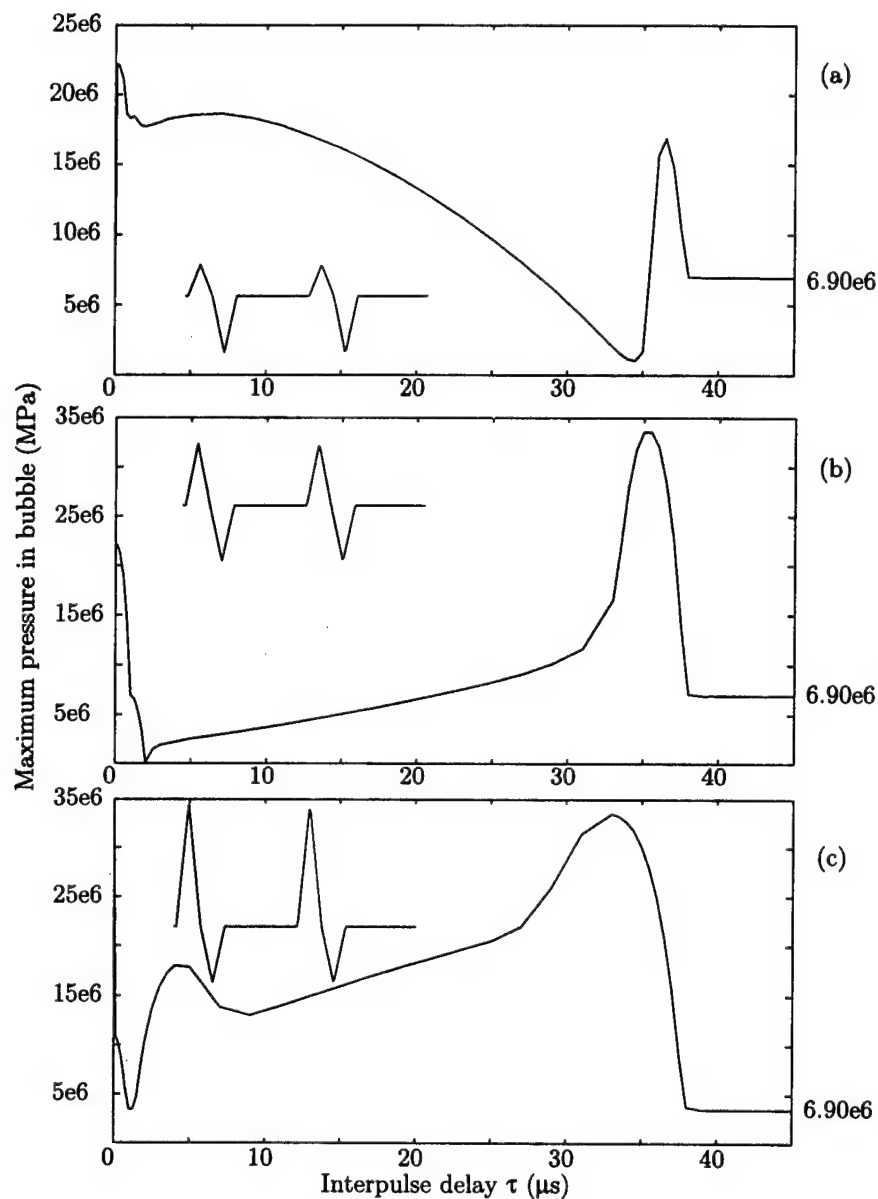 25e6
20e6
15e6
10e6
5e6
(a)
6.90e6
0 10 20 30 40
35e6
25e6
15e6
5e6
(b)
6.90e6
0 10 20 30 40
35e6
25e6
15e6
5e6
(c)
6.90e6
0 10 20 30 40
Maximum pressure in bubble (MPa)
Interpulse delay τ (μs)